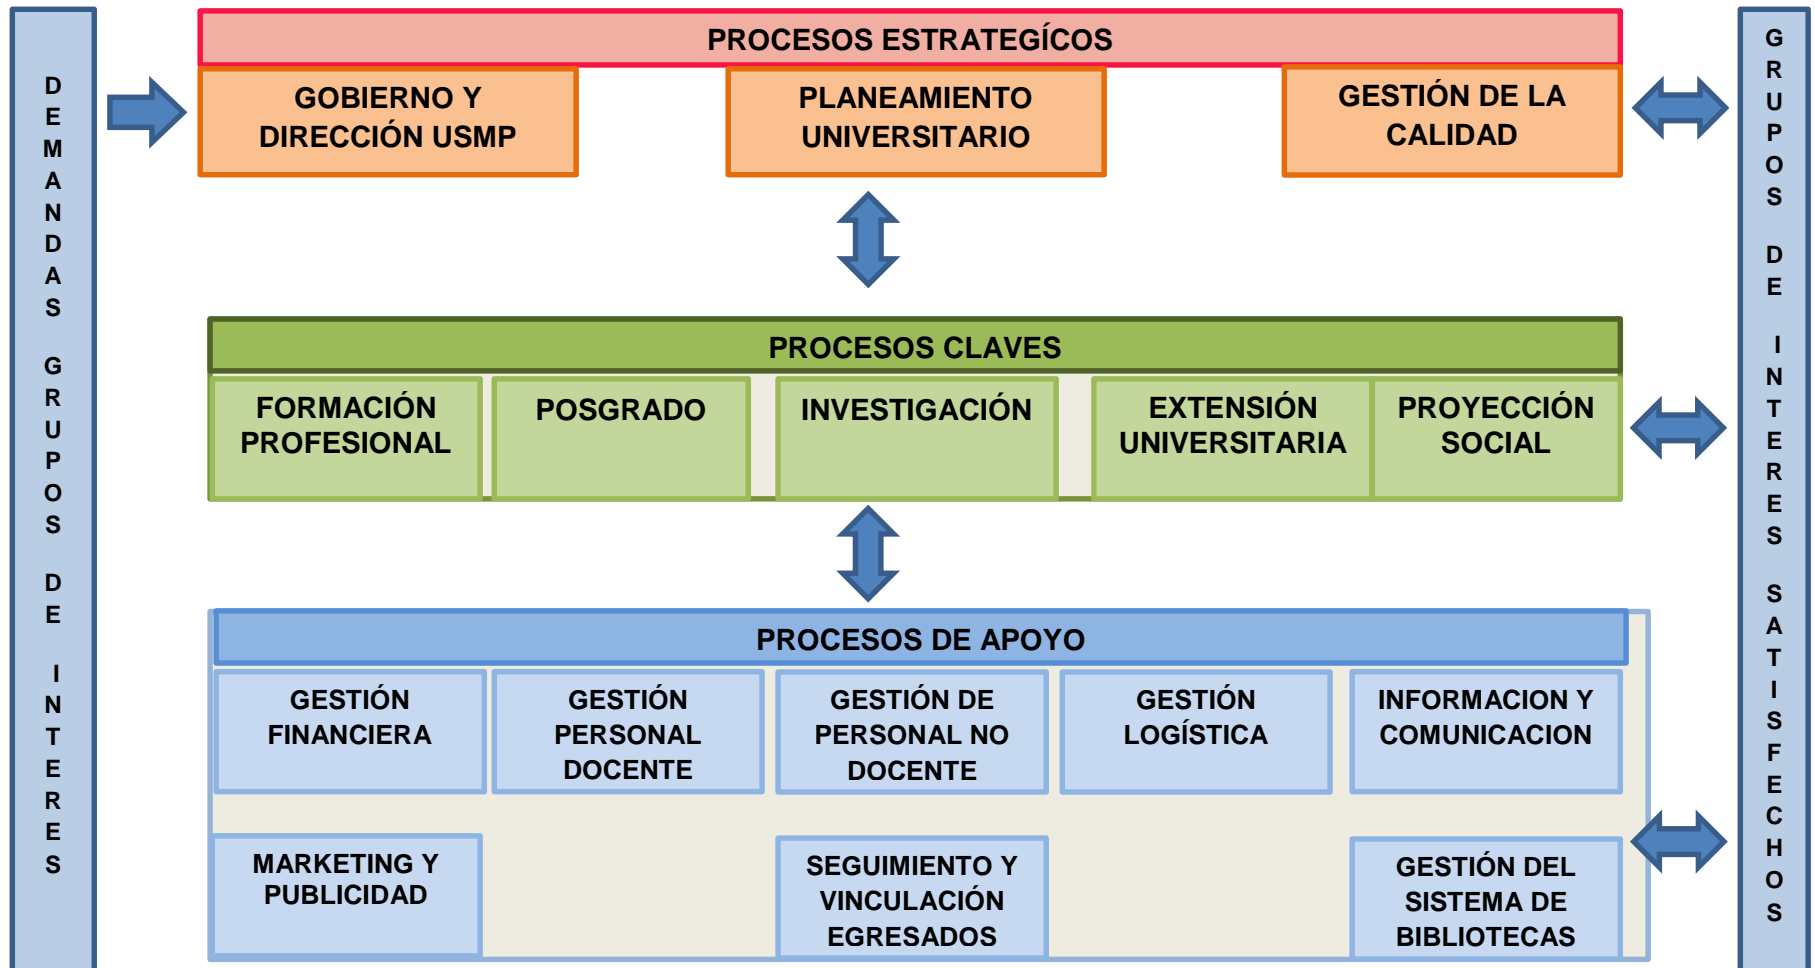 DEMANDAS GRUPOS DE INTERES
PROCESOS ESTRATEGÍCOS
GOBIERNO Y
DIRECCIÓN USMP
PLANEAMIENTO
UNIVERSITARIO
GESTIÓN DE LA
CALIDAD
PROCESOS CLAVES
FORMACIÓN
PROFESIONAL
POSGRADO
INVESTIGACIÓN
EXTENSIÓN
UNIVERSITARIA
PROYECCIÓN
SOCIAL
PROCESOS DE APOYO
GESTIÓN
FINANCIERA
GESTIÓN
PERSONAL
DOCENTE
GESTIÓN DE
PERSONAL NO
DOCENTE
GESTIÓN
LOGÍSTICA
INFORMACION Y
COMUNICACION
MARKETING Y
PUBLICIDAD
SEGUIMIENTO Y
VINCULACIÓN
EGRESADOS
GESTIÓN DEL
SISTEMA DE
BIBLIOTECAS
GRUPOS DE INTERES SATISFECHOS